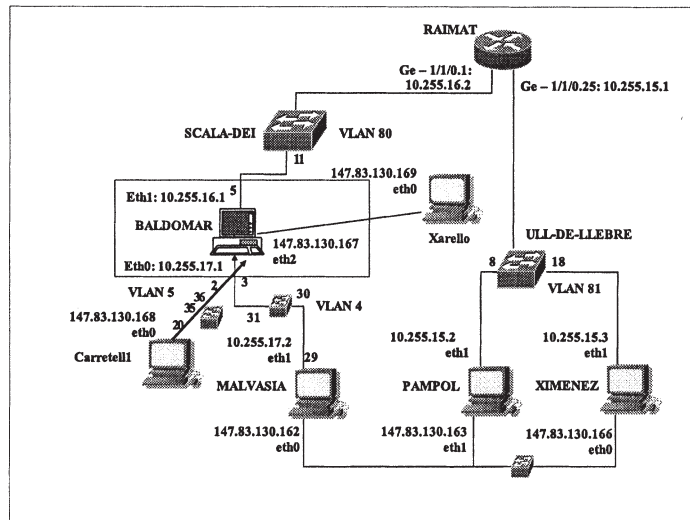 RAIMAT
Ge – 1/1/0.1:
10.255.16.2
Ge – 1/1/0.25: 10.255.15.1
SCALA-DEI
VLAN 80
11
147.83.130.169
eth0
5
Eth1: 10.255.16.1
BALDOMAR
Xarello
ULL-DE-LLEBRE
147.83.130.167
eth2
Eth0: 10.255.17.1
8
18
VLAN 81
VLAN 5
2
3
36
35
30
VLAN 4
31
147.83.130.168
eth0
20
10.255.17.2
eth1
29
10.255.15.2
eth1
10.255.15.3
eth1
Carretell1
MALVASIA
PAMPOL
XIMENEZ
147.83.130.162
eth0
147.83.130.163
eth1
147.83.130.166
eth0